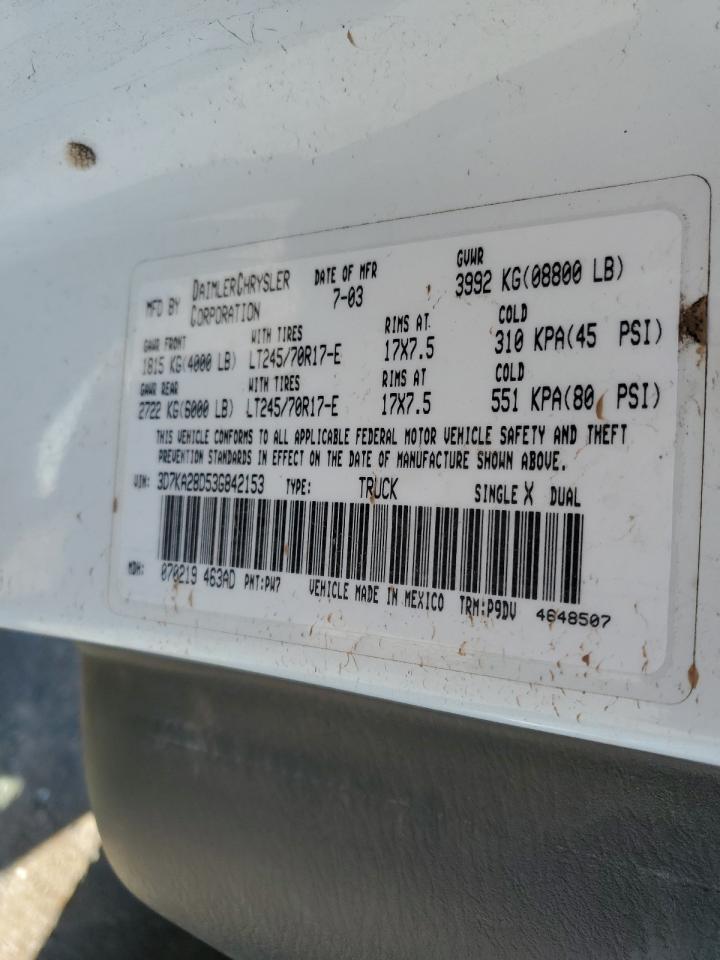 MFD BY DAIMLERCHRYSLER CORPORATION
DATE OF MFR 7-03
GVWR 3992 KG(08800 LB)
GAWR FRONT WITH TIRES RIMS AT COLD
1815 KG(4000 LB) LT245/70R17-E 17X7.5 310 KPA(45 PSI)
GAWR REAR WITH TIRES RIMS AT COLD
2722 KG(6000 LB) LT245/70R17-E 17X7.5 551 KPA(80 PSI)
THIS VEHICLE CONFORMS TO ALL APPLICABLE FEDERAL MOTOR VEHICLE SAFETY AND THEFT
PREVENTION STANDARDS IN EFFECT ON THE DATE OF MANUFACTURE SHOWN ABOVE.
VIN: 3D7KA28D53G842153 TYPE: TRUCK SINGLE X DUAL
MDH: 070219 463AD PNT:PW7 VEHICLE MADE IN MEXICO TRM:P9DV 4648507